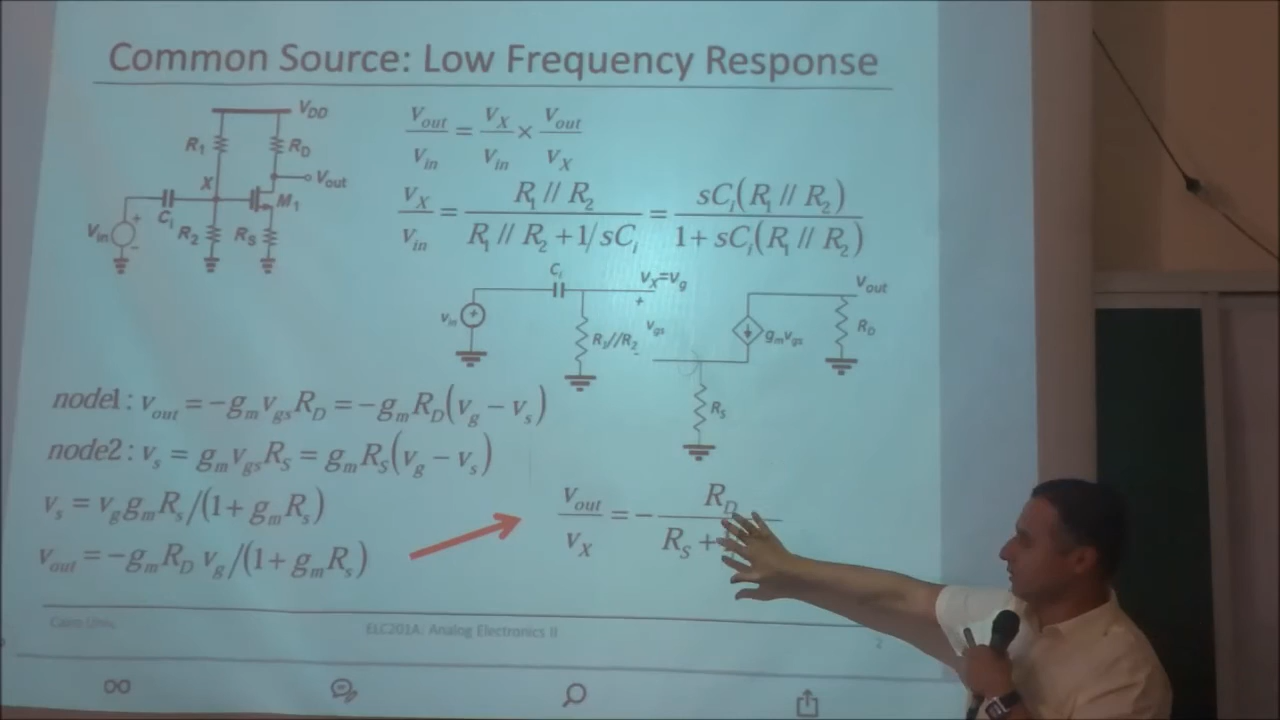 Common Source: Low Frequency Response
V_DD
R_1
R_D
V_out
X
M_1
C_i
V_in
+
-
R_2
R_S
V_out/V_in = V_X/V_in × V_out/V_X
V_X/V_in = R_1 // R_2 / (R_1 // R_2 + 1/sC_i) = sC_i(R_1 // R_2) / (1 + sC_i(R_1 // R_2))
C_i
v_X=v_g
V_out
+
v_in
+
R_1//R_2
v_gs
-
g_m v_gs
R_D
R_S
node1: v_out = -g_m v_gs R_D = -g_m R_D(v_g - v_s)
node2: v_s = g_m v_gs R_S = g_m R_S(v_g - v_s)
v_s = v_g g_m R_s/(1+ g_m R_s)
v_out = -g_m R_D v_g/(1+ g_m R_s)
V_out/v_X = - R_D / R_S +
Cairo Univ.
ELC201A: Analog Electronics II
2